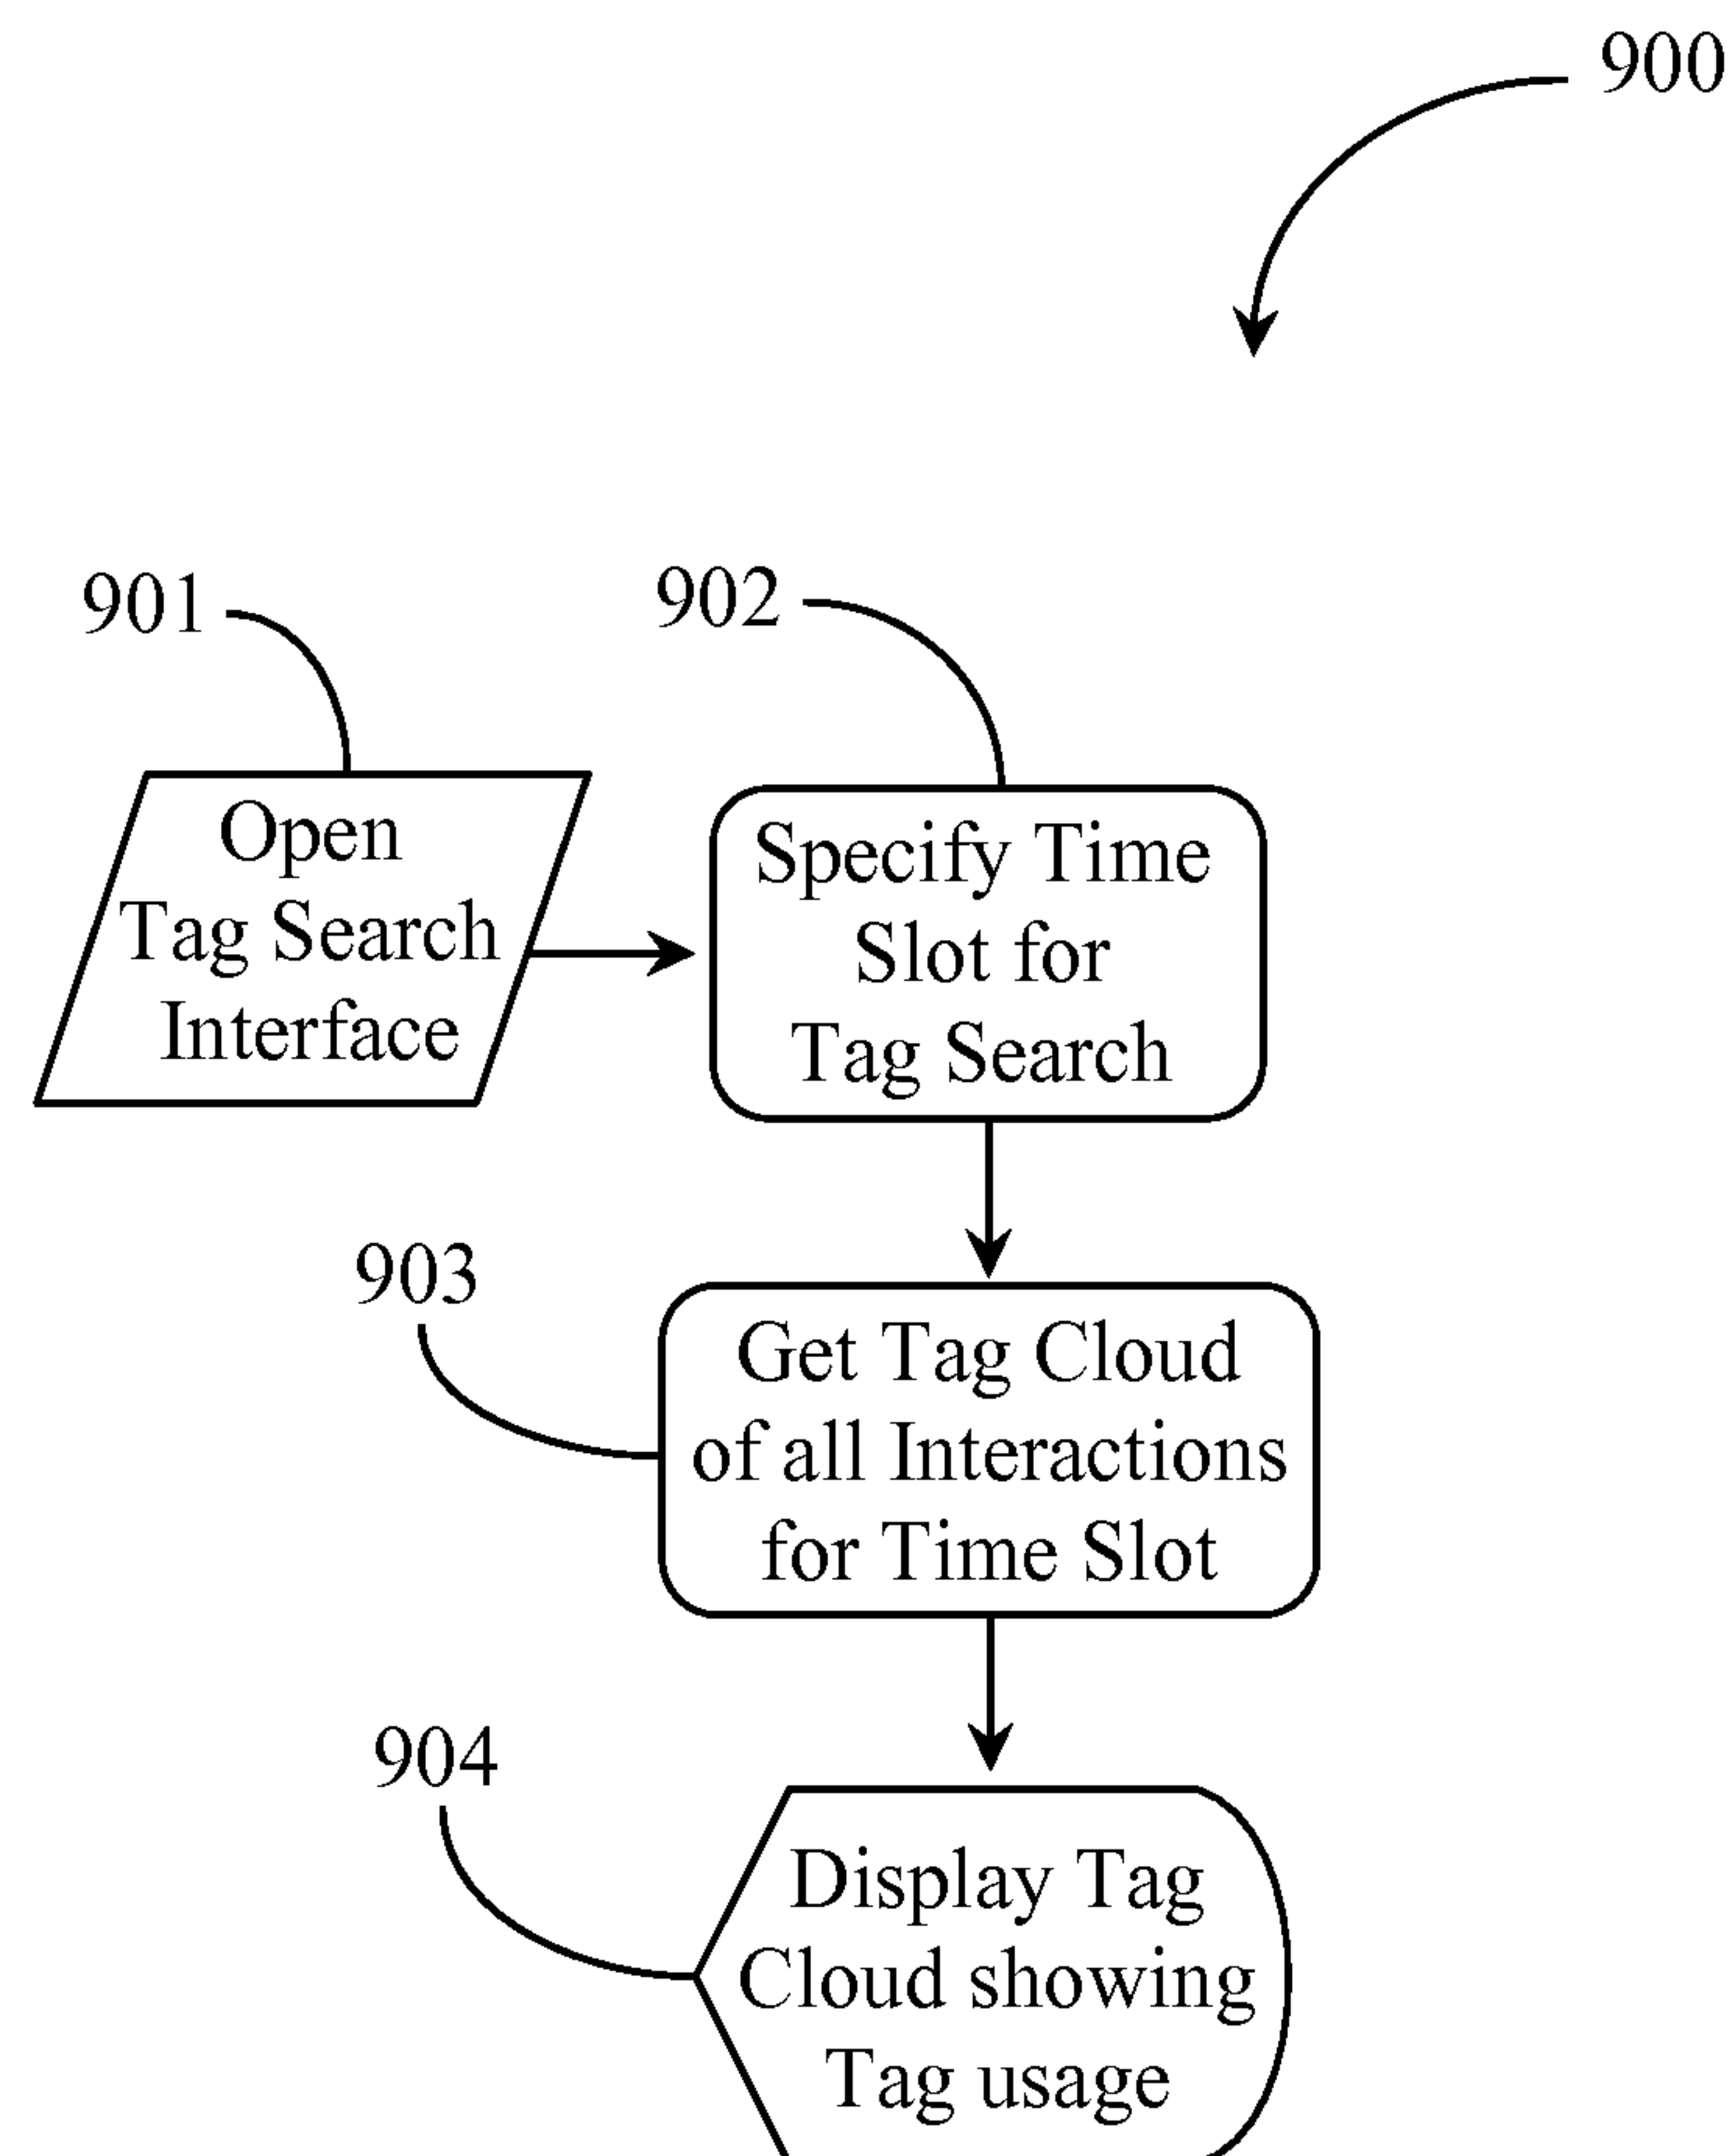 900
901
902
Open
Tag Search
Interface
Specify Time
Slot for
Tag Search
903
Get Tag Cloud
of all Interactions
for Time Slot
904
Display Tag
Cloud showing
Tag usage